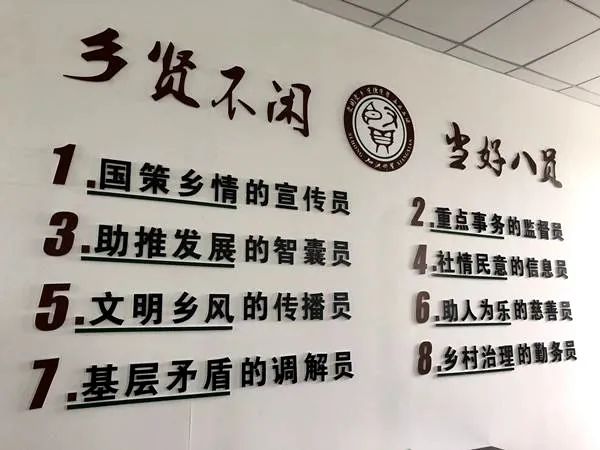 乡贤不闲
当好八员
1.国策乡情的宣传员
2.重点事务的监督员
3.助推发展的智囊员
4.社情民意的信息员
5.文明乡风的传播员
6.助人为乐的慈善员
7.基层矛盾的调解员
8.乡村治理的勤务员